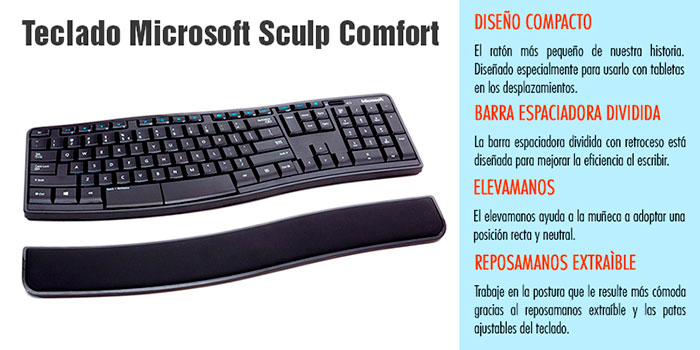 Teclado Microsoft Sculp Comfort
Microsoft
DISEÑO COMPACTO
El ratón más pequeño de nuestra historia.
Diseñado especialmente para usarlo con tabletas
en los desplazamientos.
BARRA ESPACIADORA DIVIDIDA
La barra espaciadora dividida con retroceso está
diseñada para mejorar la eficiencia al escribir.
ELEVAMANOS
El elevamanos ayuda a la muñeca a adoptar una
posición recta y neutral.
REPOSAMANOS EXTRAÌBLE
Trabaje en la postura que le resulte más cómoda
gracias al reposamanos extraíble y las patas
ajustables del teclado.